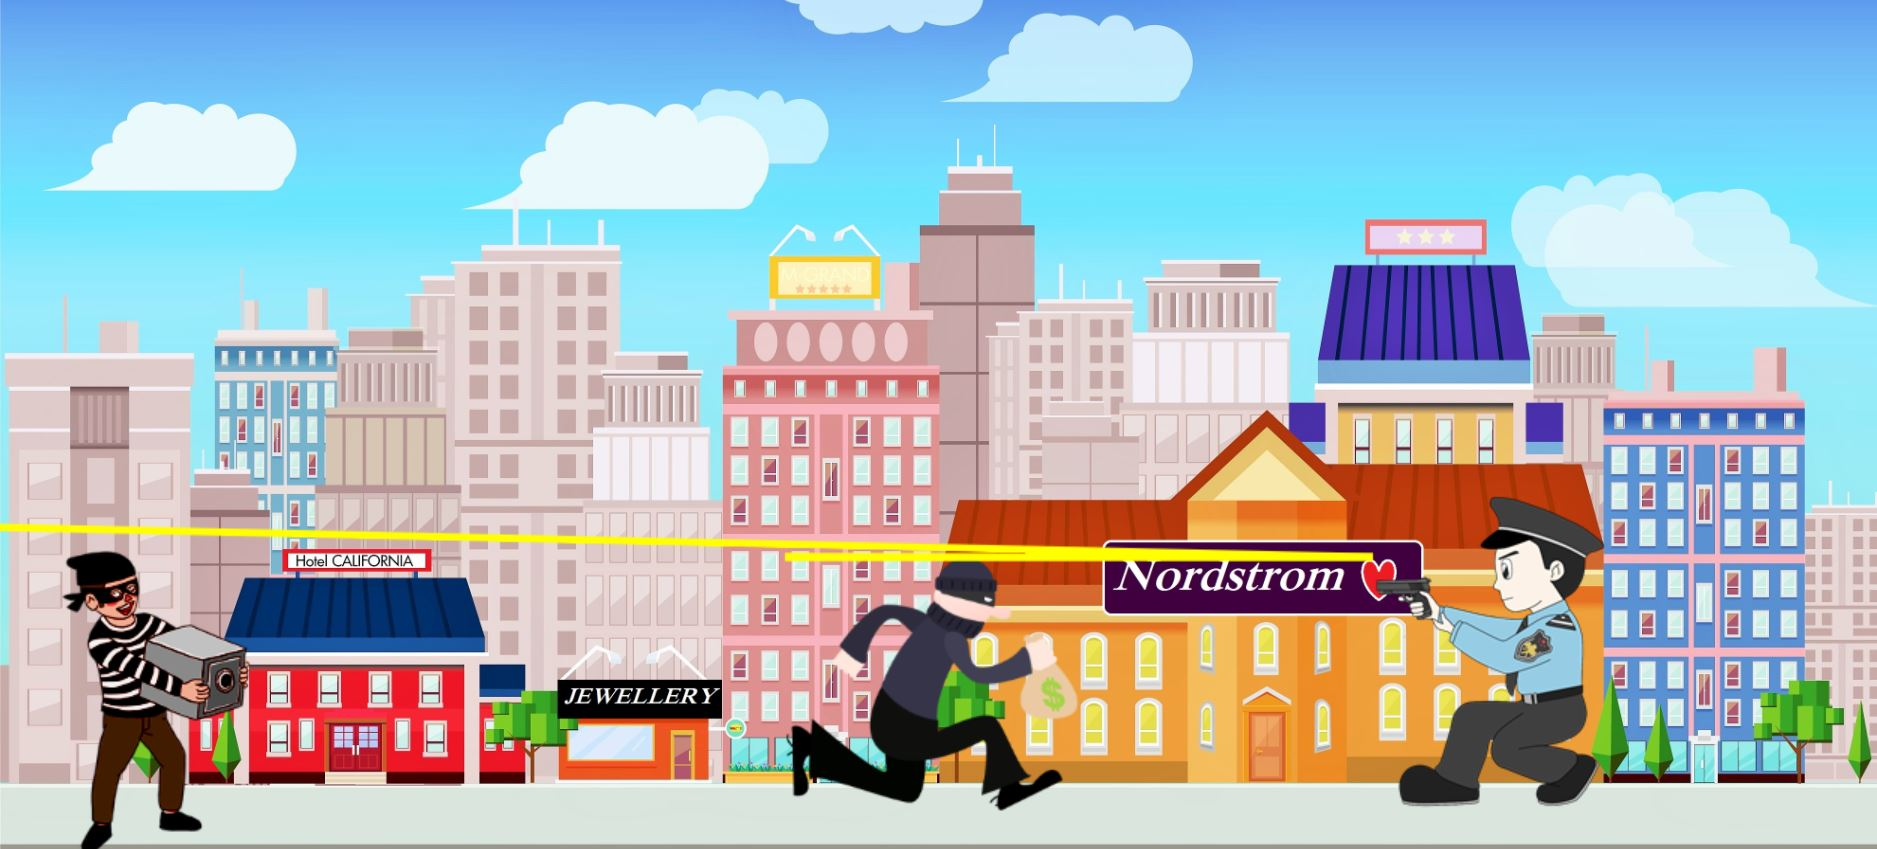 M-GRAND
Hotel CALIFORNIA
Nordstrom
JEWELLERY
$